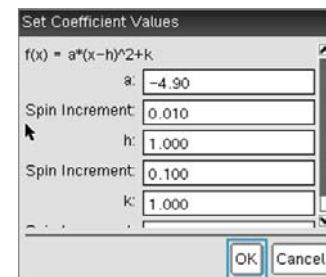 Set Coefficient Values
f(x) = a*(x-h)^2+k
a: -4.90
Spin Increment: 0.010
h: 1.000
Spin Increment: 0.100
k: 1.000
OK Cancel